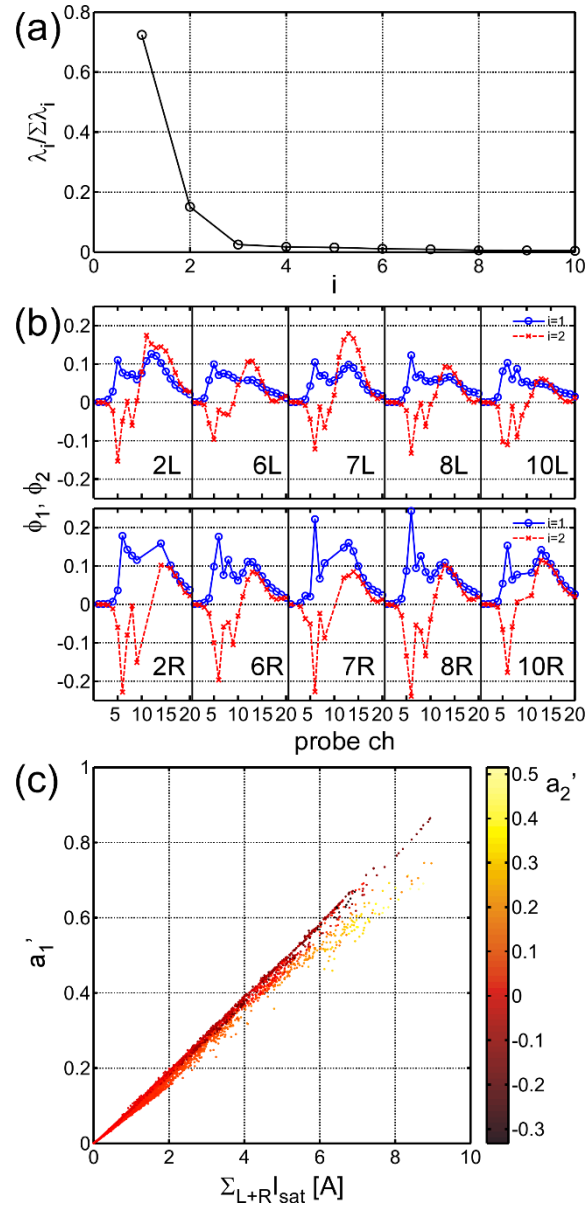 (a)
0.8
0.6
0.4
0.2
0
λi/Σλi
0 2 4 6 8 10
i
(b)
i=1
i=2
0.2
0.1
0
-0.1
-0.2
2L 6L 7L 8L 10L
ϕ1, ϕ2
i=1
i=2
0.2
0.1
0
-0.1
-0.2
2R 6R 7R 8R 10R
5 10 15 20 5 10 15 20 5 10 15 20 5 10 15 20 5 10 15 20
probe ch
(c)
1
0.8
0.6
0.4
0.2
0
a1'
0 2 4 6 8 10
ΣL+R Isat [A]
a2'
0.5
0.4
0.3
0.2
0.1
0
-0.1
-0.2
-0.3